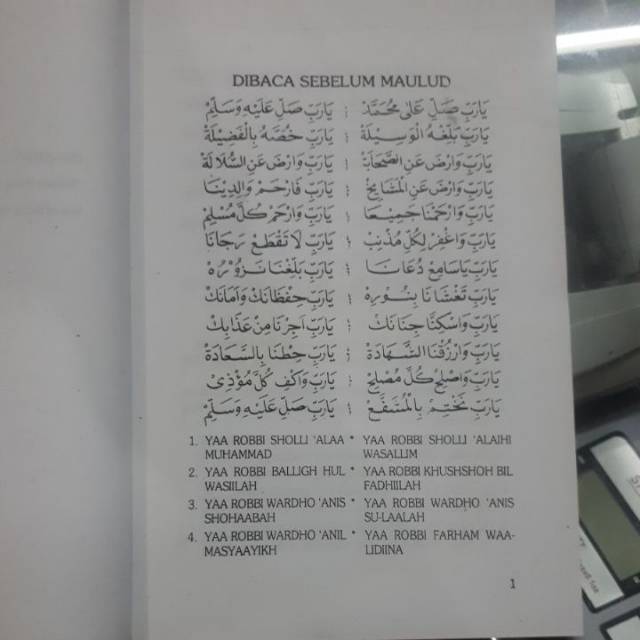 DIBACA SEBELUM MAULUD
يَارَبِّ صَلِّ عَلَى مُحَمَّدْ ؛ يَارَبِّ صَلِّ عَلَيْهِ وَسَلِّمْ
يَارَبِّ بَلِّغْهُ الْوَسِيْلَةْ ؛ يَارَبِّ خُصَّهُ بِالْفَضِيْلَةْ
يَارَبِّ وَارْضَ عَنِ الصَّحَابَةْ ؛ يَارَبِّ وَارْضَ عَنِ السُّلَالَةْ
يَارَبِّ وَارْضَ عَنِ الْمَشَايِخْ ؛ يَارَبِّ فَارْحَمْ وَالِدِيْنَا
يَارَبِّ وَارْحَمْنَا جَمِيْعًا ؛ يَارَبِّ وَارْحَمْ كُلَّ مُسْلِمْ
يَارَبِّ وَاغْفِرْ لِكُلِّ مُذْنِبْ ؛ يَارَبِّ لَا تَقْطَعْ رَجَانَا
يَارَبِّ يَاسَامِعْ دُعَانَا ؛ يَارَبِّ بَلِّغْنَا نَزُوْرُهْ
يَارَبِّ تَغْشَانَا بِنُوْرِهْ ؛ يَارَبِّ حِفْظَانَكْ وَأَمَانَكْ
يَارَبِّ وَاسْكِنَّا جِنَانَكْ ؛ يَارَبِّ اَجِرْنَا مِنْ عَذَابِكْ
يَارَبِّ وَارْزُقْنَا الشَّهَادَةْ ؛ يَارَبِّ حِطْنَا بِالسَّعَادَةْ
يَارَبِّ وَاصْلِحْ كُلَّ مُصْلِحْ ؛ يَارَبِّ وَاكْفِ كُلَّ مُؤْذِيْ
يَارَبِّ نَخْتِمْ بِالْمُشَفَّعْ ؛ يَارَبِّ صَلِّ عَلَيْهِ وَسَلِّمْ
1. YAA ROBBI SHOLLI 'ALAA * YAA ROBBI SHOLLI 'ALAIHI
MUHAMMAD WASALLIM
2. YAA ROBBI BALLIGH HUL * YAA ROBBI KHUSHSHOH BIL
WASIILAH FADHIILAH
3. YAA ROBBI WARDHO 'ANIS * YAA ROBBI WARDHO 'ANIS
SHOHAABAH SU-LAALAH
4. YAA ROBBI WARDHO 'ANIL * YAA ROBBI FARHAM WAA-
MASYAAYIKH LIDIINA
1